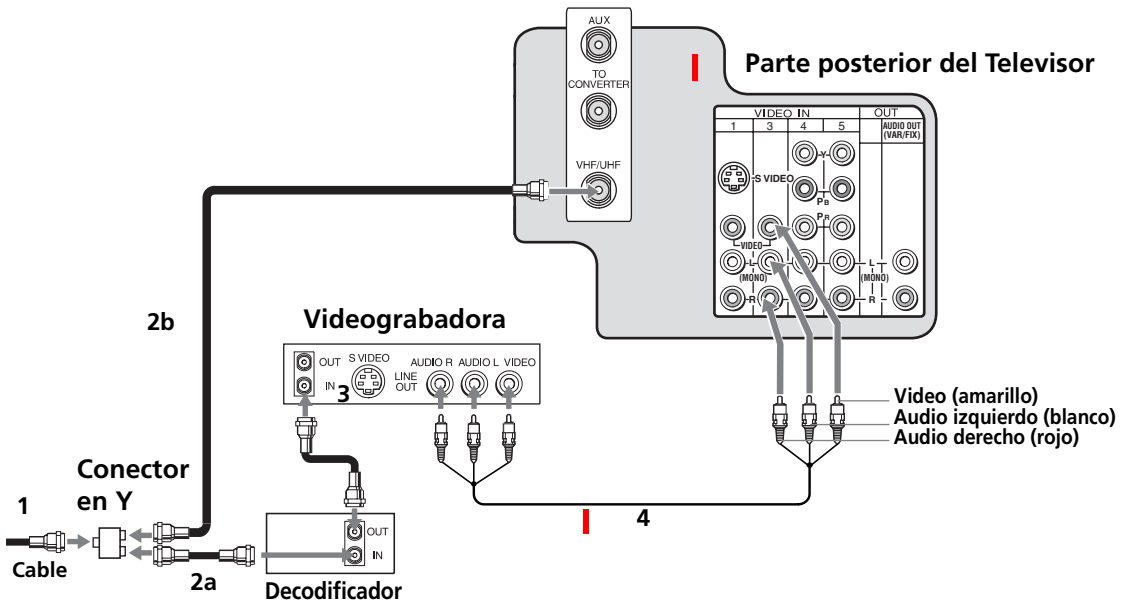 AUX
TO
CONVERTER
VHF/UHF
Parte posterior del Televisor
VIDEO IN
OUT
1 3 4 5
AUDIO OUT
(VAR/FIX)
Y
S VIDEO
PB
PR
VIDEO
L L
(MONO) (MONO)
R R
2b
Videograbadora
OUT
IN
3
S VIDEO
LINE
OUT
AUDIO R AUDIO L VIDEO
Video (amarillo)
Audio izquierdo (blanco)
Audio derecho (rojo)
Conector
en Y
1
Cable
2a
OUT
IN
Decodificador
4